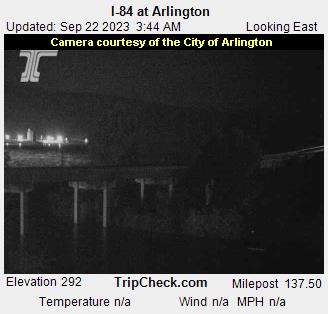 I-84 at Arlington
Updated: Sep 22 2023 3:44 AM Looking East
Camera courtesy of the City of Arlington
Elevation 292 TripCheck.com Milepost 137.50
Temperature n/a Wind n/a MPH n/a